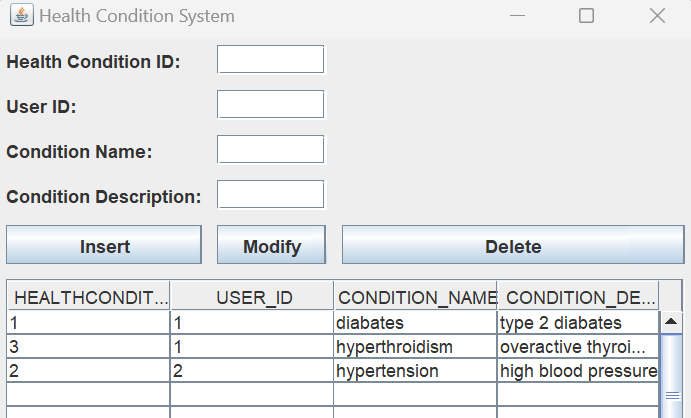 Health Condition System
Health Condition ID:
User ID:
Condition Name:
Condition Description:
Insert Modify Delete
HEALTHCONDIT... USER_ID CONDITION_NAME CONDITION_DE...
1 1 diabates type 2 diabates
3 1 hyperthroidism overactive thyroi...
2 2 hypertension high blood pressure